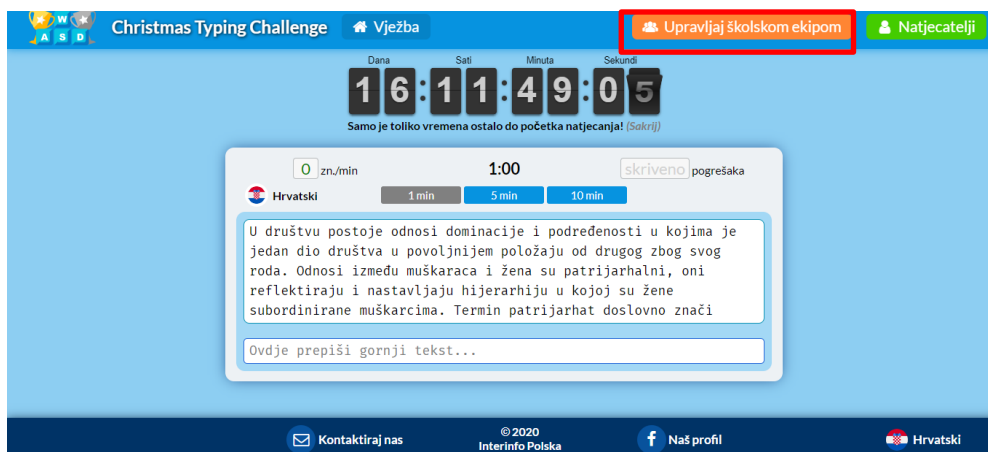 W
A S D
Christmas Typing Challenge Vježba Upravljaj školskom ekipom Natjecatelji
Dana Sati Minuta Sekundi
16:11:49:05
Samo je toliko vremena ostalo do početka natjecanja! (Sakrij)
0 zn./min 1:00 skriveno pogrešaka
Hrvatski 1 min 5 min 10 min
U društvu postoje odnosi dominacije i podređenosti u kojima je
jedan dio društva u povoljnijem položaju od drugog zbog svog
roda. Odnosi između muškaraca i žena su patrijarhalni, oni
reflektiraju i nastavljaju hijerarhiju u kojoj su žene
subordinirane muškarcima. Termin patrijarhat doslovno znači
Ovdje prepiši gornji tekst...
Kontaktiraj nas © 2020 Naš profil Hrvatski
Interinfo Polska